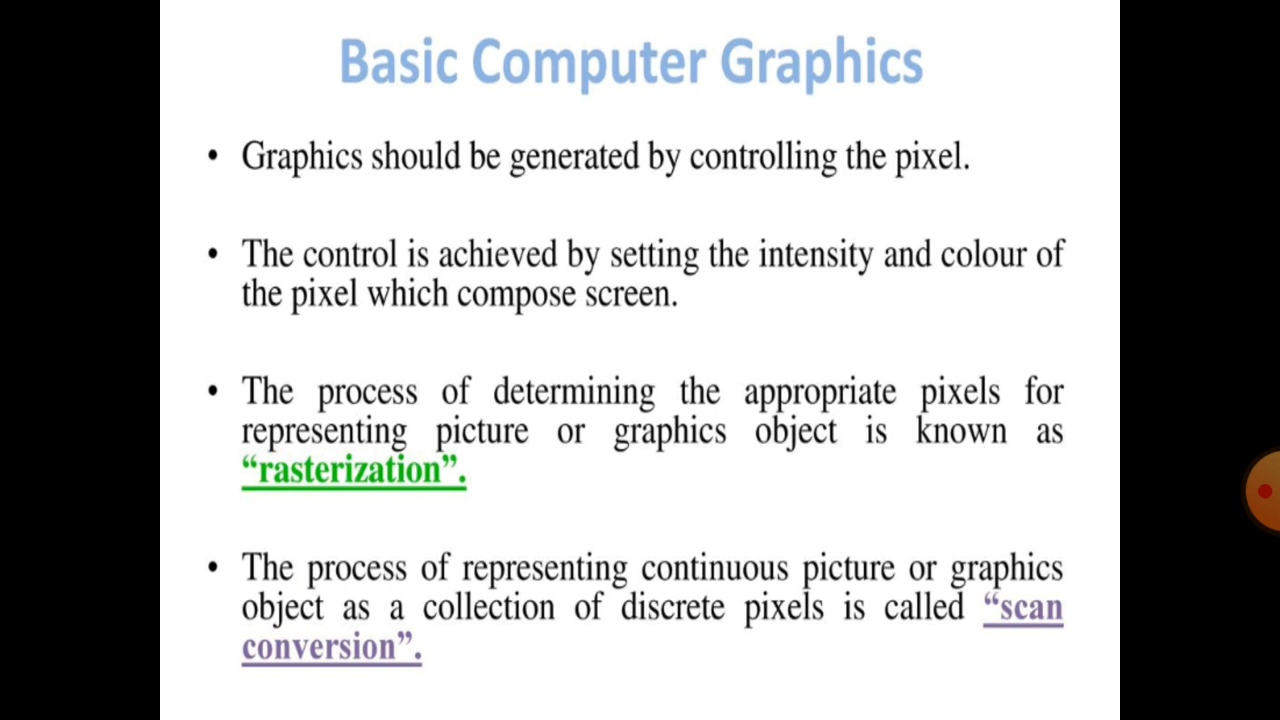 Basic Computer Graphics
• Graphics should be generated by controlling the pixel.
• The control is achieved by setting the intensity and colour of
the pixel which compose screen.
• The process of determining the appropriate pixels for
representing picture or graphics object is known as
“rasterization”.
• The process of representing continuous picture or graphics
object as a collection of discrete pixels is called “scan
conversion”.